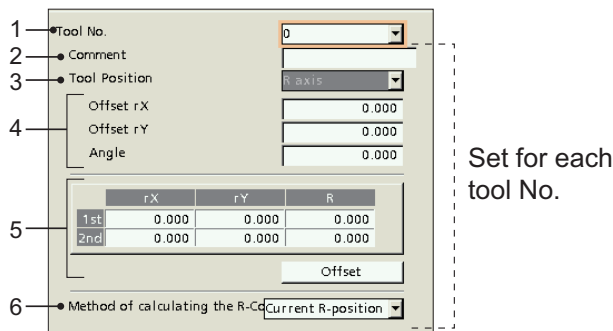 1 Tool No. 0
2 Comment
3 Tool Position R axis
4
Offset rX 0.000
Offset rY 0.000
Angle 0.000
Set for each
tool No.
5
rX rY R
1st 0.000 0.000 0.000
2nd 0.000 0.000 0.000
Offset
6 Method of calculating the R-Co Current R-position